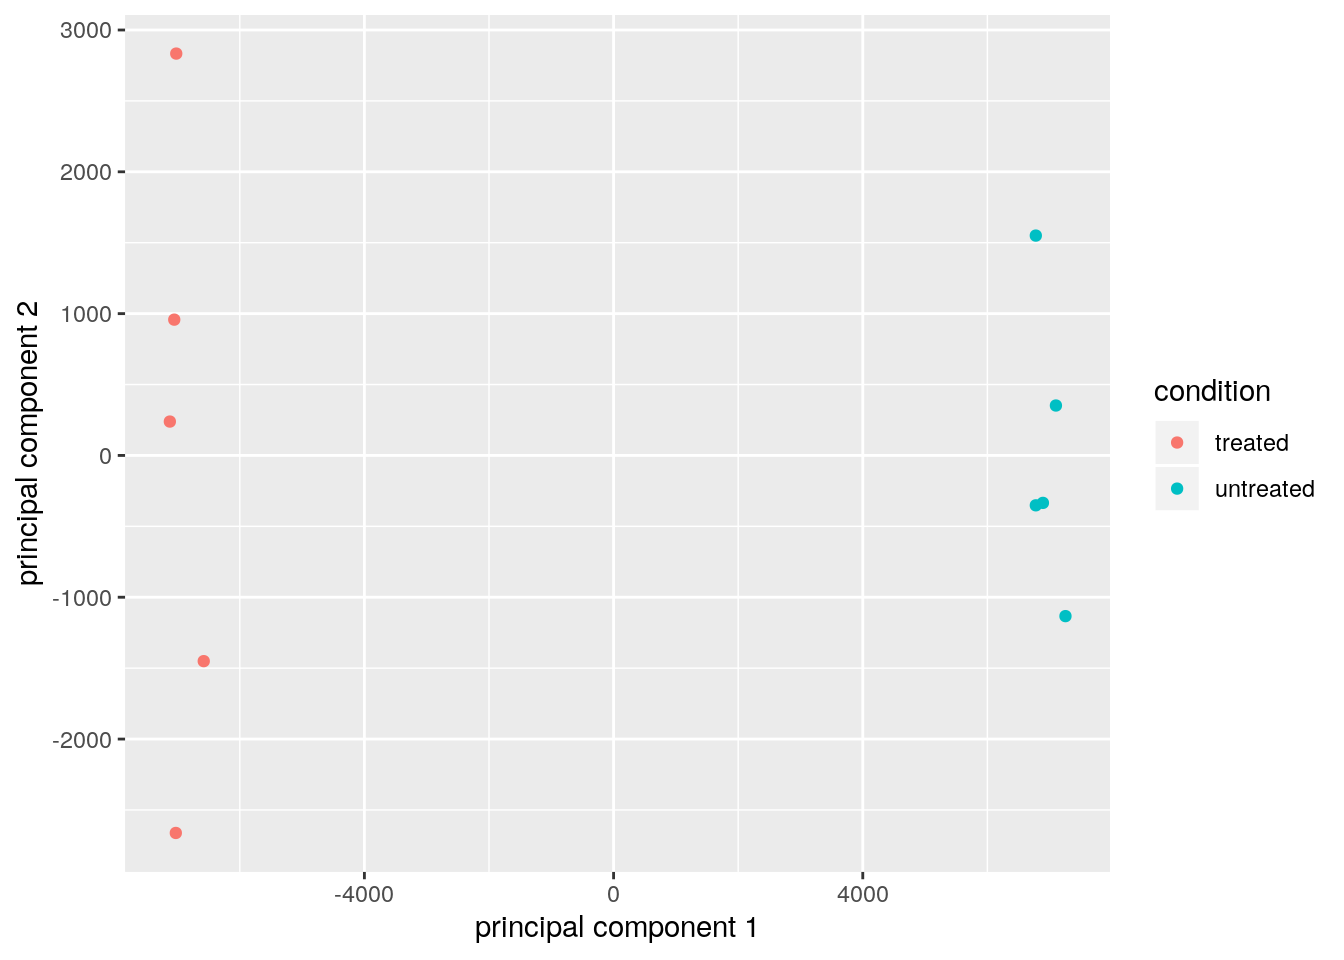 3000
2000
1000
0
-1000
-2000
-4000
0
4000
principal component 1
principal component 2
condition
treated
untreated